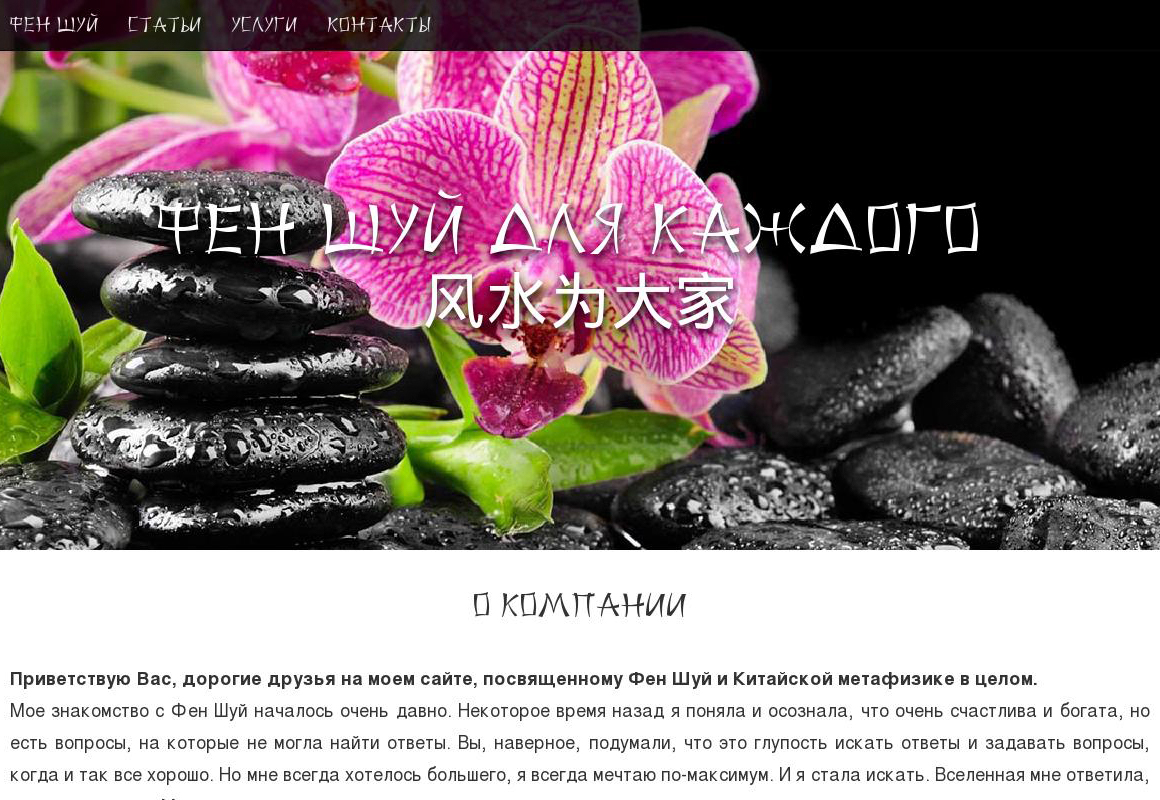 ФЕН ШУЙ СТАТЬИ УСЛУГИ КОНТАКТЫ
ФЕН ШУЙ ДЛЯ КАЖДОГО
风水为大家
О КОМПАНИИ
Приветствую Вас, дорогие друзья на моем сайте, посвященному Фен Шуй и Китайской метафизике в целом.
Мое знакомство с Фен Шуй началось очень давно. Некоторое время назад я поняла и осознала, что очень счастлива и богата, но
есть вопросы, на которые не могла найти ответы. Вы, наверное, подумали, что это глупость искать ответы и задавать вопросы,
когда и так все хорошо. Но мне всегда хотелось большего, я всегда мечтаю по-максимум. И я стала искать. Вселенная мне ответила,